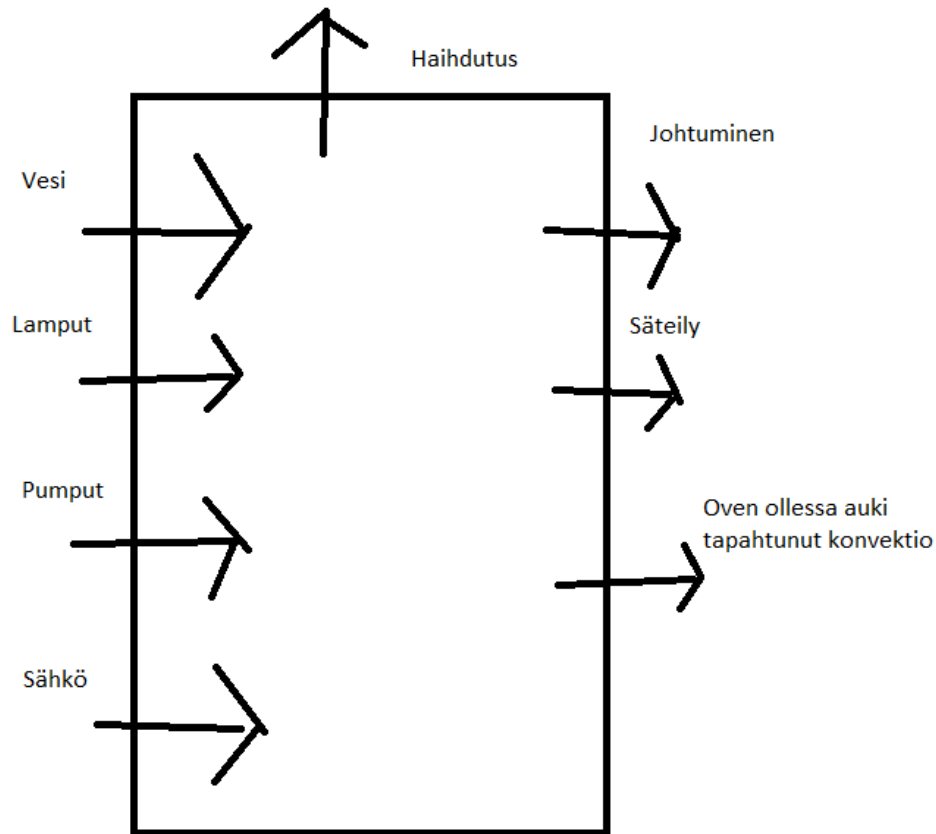 Haihdutus
Johtuminen
Vesi
Lamput
Säteily
Pumput
Oven ollessa auki
tapahtunut konvektio
Sähkö